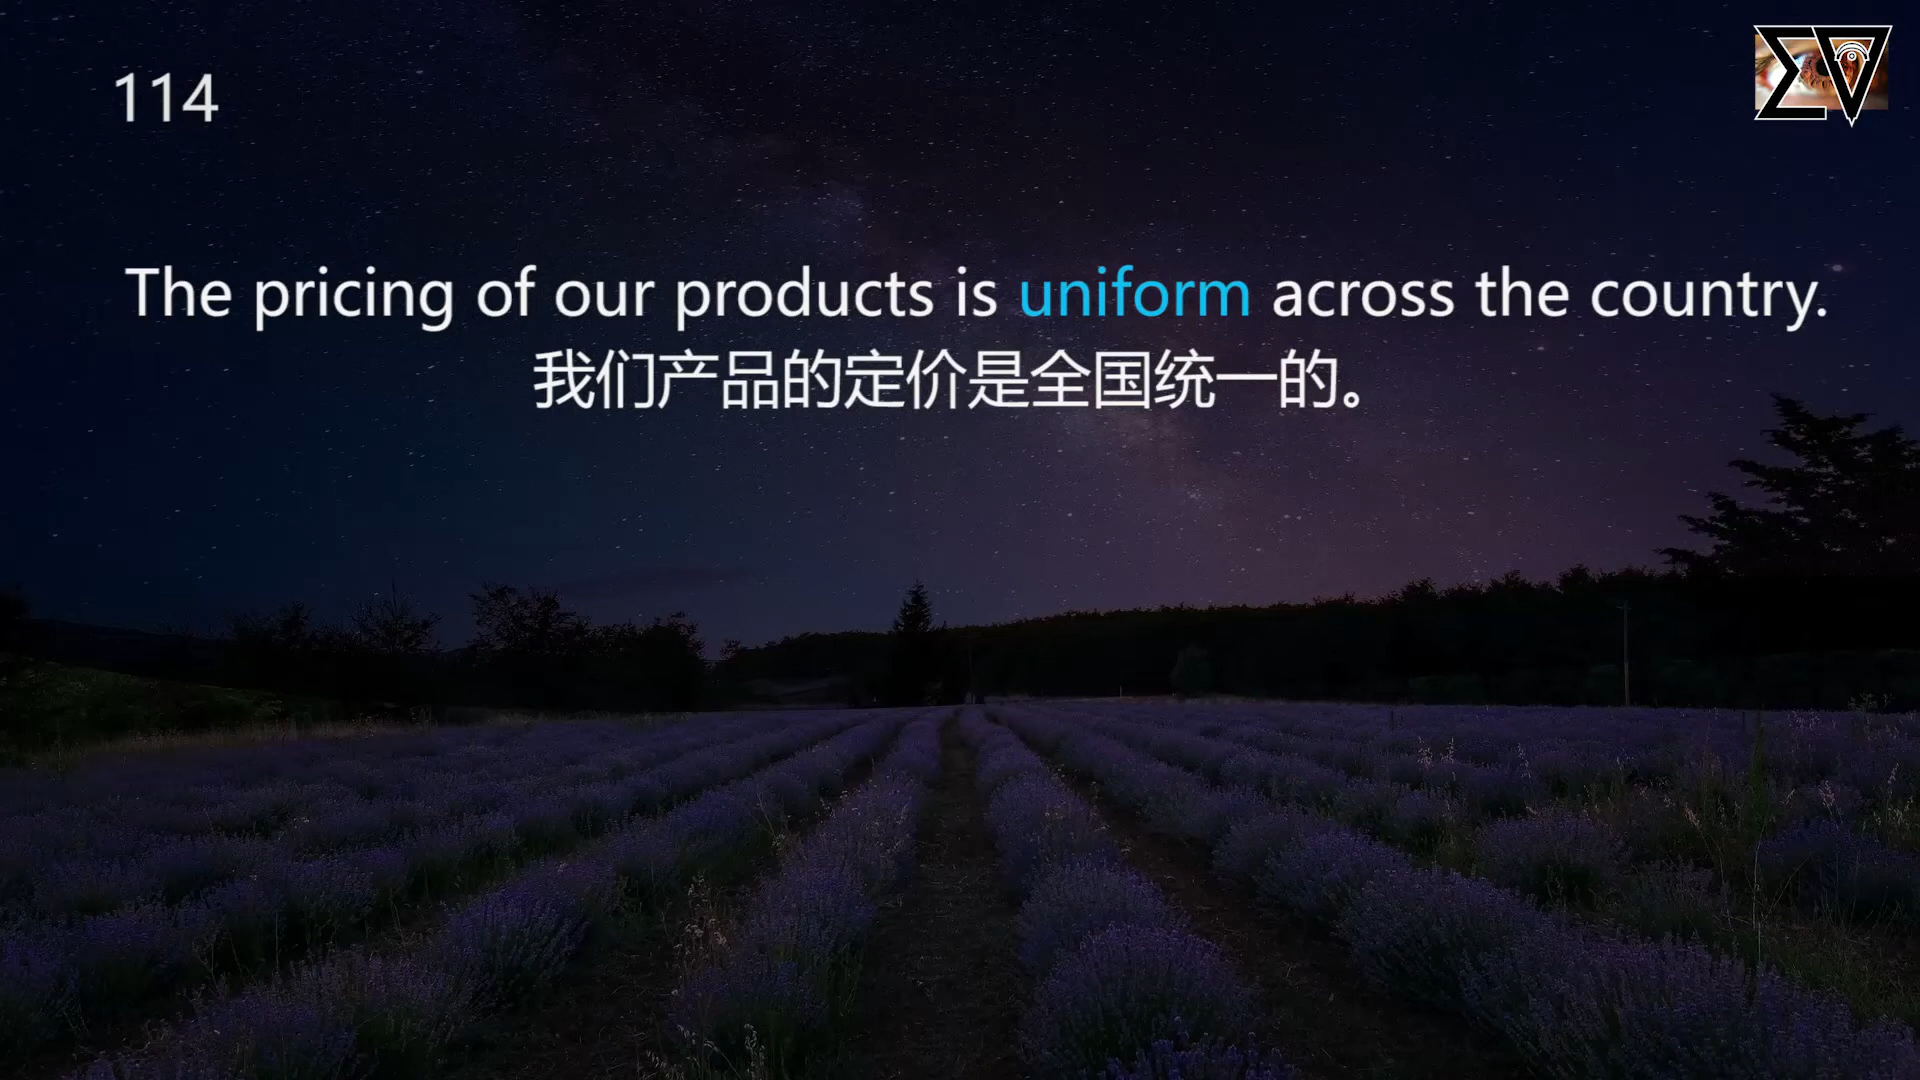 114
The pricing of our products is uniform across the country.
我们产品的定价是全国统一的。